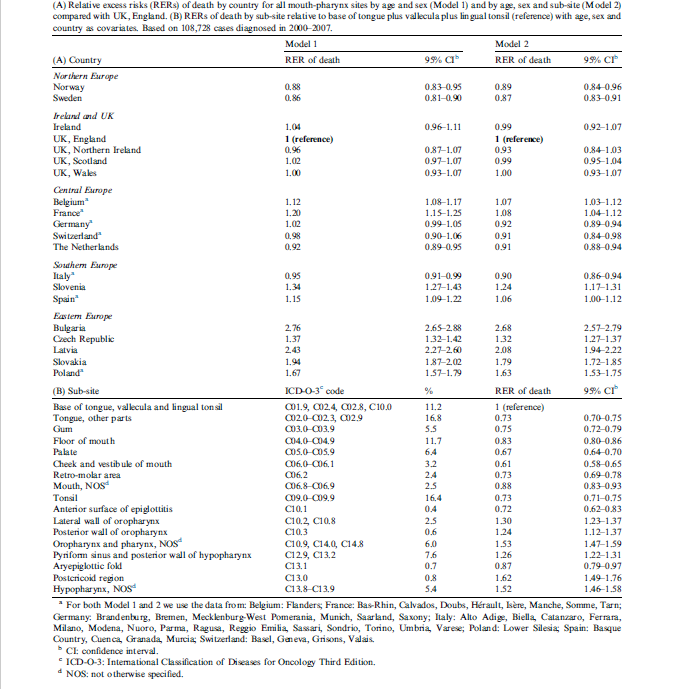 (A) Relative excess risks (RERs) of death by country for all mouth-pharynx sites by age and sex (Model 1) and by age, sex and sub-site (Model 2)
compared with UK, England. (B) RERs of death by sub-site relative to base of tongue plus vallecula plus lingual tonsil (reference) with age, sex and
country as covariates. Based on 108,728 cases diagnosed in 2000–2007.
Model 1 Model 2
(A) Country RER of death 95% CIb RER of death 95% CIb
Northern Europe
Norway 0.88 0.83–0.95 0.89 0.84–0.96
Sweden 0.86 0.81–0.90 0.87 0.83–0.91
Ireland and UK
Ireland 1.04 0.96–1.11 0.99 0.92–1.07
UK, England 1 (reference) 1 (reference)
UK, Northern Ireland 0.96 0.87–1.07 0.93 0.84–1.03
UK, Scotland 1.02 0.97–1.07 0.99 0.95–1.04
UK, Wales 1.00 0.93–1.07 1.00 0.93–1.07
Central Europe
Belgiuma 1.12 1.08–1.17 1.07 1.03–1.12
Francea 1.20 1.15–1.25 1.08 1.04–1.12
Germanya 1.02 0.99–1.05 0.92 0.89–0.94
Switzerlanda 0.98 0.90–1.06 0.91 0.84–0.98
The Netherlands 0.92 0.89–0.95 0.91 0.88–0.94
Southern Europe
Italya 0.95 0.91–0.99 0.90 0.86–0.94
Slovenia 1.34 1.27–1.43 1.24 1.17–1.31
Spaina 1.15 1.09–1.22 1.06 1.00–1.12
Eastern Europe
Bulgaria 2.76 2.65–2.88 2.68 2.57–2.79
Czech Republic 1.37 1.32–1.42 1.32 1.27–1.37
Latvia 2.43 2.27–2.60 2.08 1.94–2.22
Slovakia 1.94 1.87–2.02 1.79 1.72–1.85
Polanda 1.67 1.57–1.79 1.63 1.53–1.75
(B) Sub-site ICD-O-3c code % RER of death 95% CIb
Base of tongue, vallecula and lingual tonsil C01.9, C02.4, C02.8, C10.0 11.2 1 (reference)
Tongue, other parts C02.0–C02.3, C02.9 16.8 0.73 0.70–0.75
Gum C03.0–C03.9 5.5 0.75 0.72–0.79
Floor of mouth C04.0–C04.9 11.7 0.83 0.80–0.86
Palate C05.0–C05.9 6.4 0.67 0.64–0.70
Cheek and vestibule of mouth C06.0–C06.1 3.2 0.61 0.58–0.65
Retro-molar area C06.2 2.4 0.73 0.69–0.78
Mouth, NOSd C06.8–C06.9 2.5 0.88 0.83–0.93
Tonsil C09.0–C09.9 16.4 0.73 0.71–0.75
Anterior surface of epiglottitis C10.1 0.4 0.72 0.62–0.83
Lateral wall of oropharynx C10.2, C10.8 2.5 1.30 1.23–1.37
Posterior wall of oropharynx C10.3 0.6 1.24 1.12–1.37
Oropharynx and pharynx, NOSd C10.9, C14.0, C14.8 6.0 1.53 1.47–1.59
Pyriform sinus and posterior wall of hypopharynx C12.9, C13.2 7.6 1.26 1.22–1.31
Aryepiglottic fold C13.1 0.7 0.87 0.79–0.97
Postcricoid region C13.0 0.8 1.62 1.49–1.76
Hypopharynx, NOSd C13.8–C13.9 5.4 1.52 1.46–1.58
a For both Model 1 and 2 we use the data from: Belgium: Flanders; France: Bas-Rhin, Calvados, Doubs, Hérault, Isère, Manche, Somme, Tarn;
Germany: Brandenburg, Bremen, Mecklenburg-West Pomerania, Munich, Saarland, Saxony; Italy: Alto Adige, Biella, Catanzaro, Ferrara,
Milano, Modena, Nuoro, Parma, Ragusa, Reggio Emilia, Sassari, Sondrio, Torino, Umbria, Varese; Poland: Lower Silesia; Spain: Basque
Country, Cuenca, Granada, Murcia; Switzerland: Basel, Geneva, Grisons, Valais.
b CI: confidence interval.
c ICD-O-3: International Classification of Diseases for Oncology Third Edition.
d NOS: not otherwise specified.